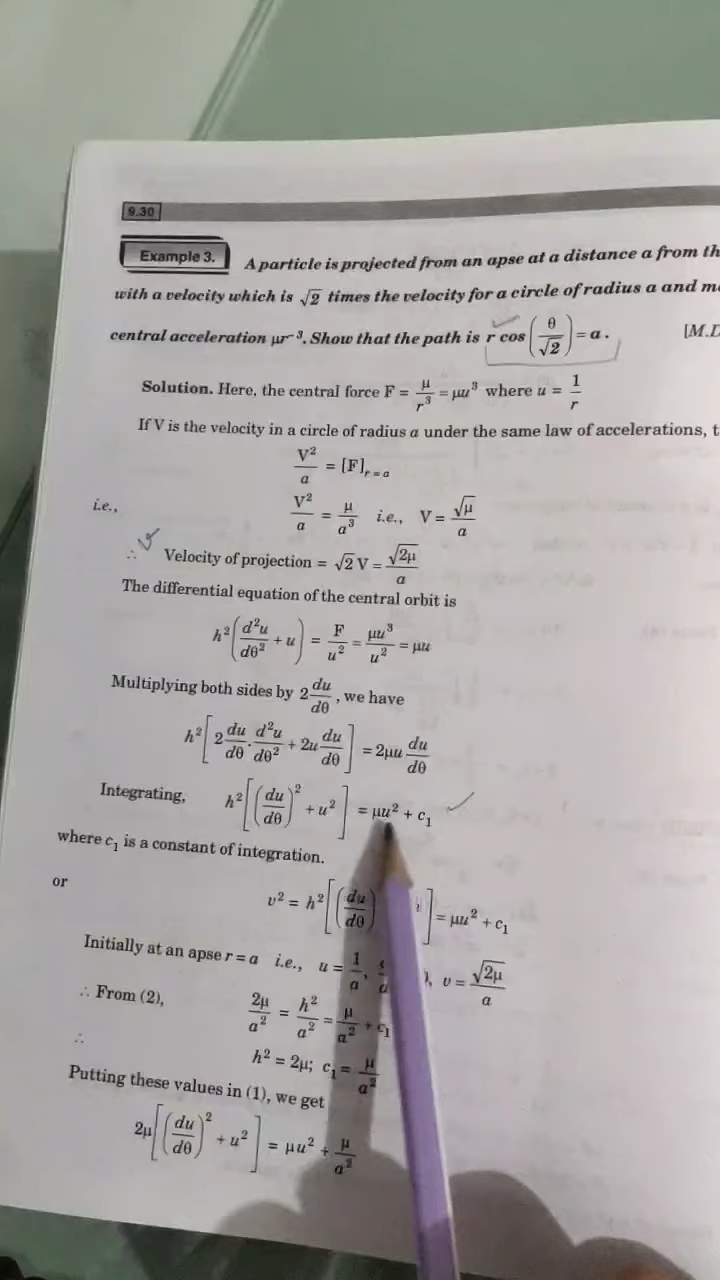 9.30
Example 3. A particle is projected from an apse at a distance a from
with a velocity which is √2 times the velocity for a circle of radius a and
central acceleration μr⁻³. Show that the path is r cos(θ/√2) = a. [M.D.
Solution. Here, the central force F = μ/r³ = μu³ where u = 1/r
If V is the velocity in a circle of radius a under the same law of accelerations,
V²/a = [F]ᵣ₌ₐ
i.e., V²/a = μ/a³ i.e., V = √μ/a
∴ Velocity of projection = √2 V = √2μ/a
The differential equation of the central orbit is
h²(d²u/dθ² + u) = F/u² = μu³/u² = μu
Multiplying both sides by 2 du/dθ, we have
h²[2 du/dθ . d²u/dθ² + 2u du/dθ] = 2μu du/dθ
Integrating, h²[(du/dθ)² + u²] = μu² + c₁
where c₁ is a constant of integration.
or
v² = h²[(du/dθ) ] = μu² + c₁
Initially at an apse r = a i.e., u = 1/a, , v = √2μ/a
∴ From (2), 2μ/a² = h²/a² = μ/a² + c₁
∴ h² = 2μ; c₁ = μ/a²
Putting these values in (1), we get
2μ[(du/dθ)² + u²] = μu² + μ/a²